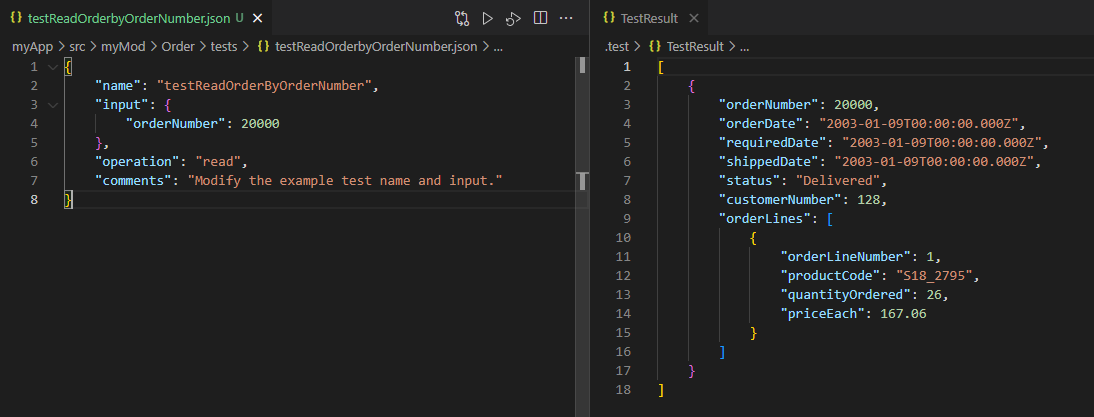 testReadOrderbyOrderNumber.json U
myApp > src > myMod > Order > tests > {} testReadOrderbyOrderNumber.json > ...
1 {
2 "name": "testReadOrderByOrderNumber",
3 "input": {
4 "orderNumber": 20000
5 },
6 "operation": "read",
7 "comments": "Modify the example test name and input."
8 }
{} TestResult
.test > {} TestResult > ...
1 [
2 {
3 "orderNumber": 20000,
4 "orderDate": "2003-01-09T00:00:00.000Z",
5 "requiredDate": "2003-01-09T00:00:00.000Z",
6 "shippedDate": "2003-01-09T00:00:00.000Z",
7 "status": "Delivered",
8 "customerNumber": 128,
9 "orderLines": [
10 {
11 "orderLineNumber": 1,
12 "productCode": "S18_2795",
13 "quantityOrdered": 26,
14 "priceEach": 167.06
15 }
16 ]
17 }
18 ]